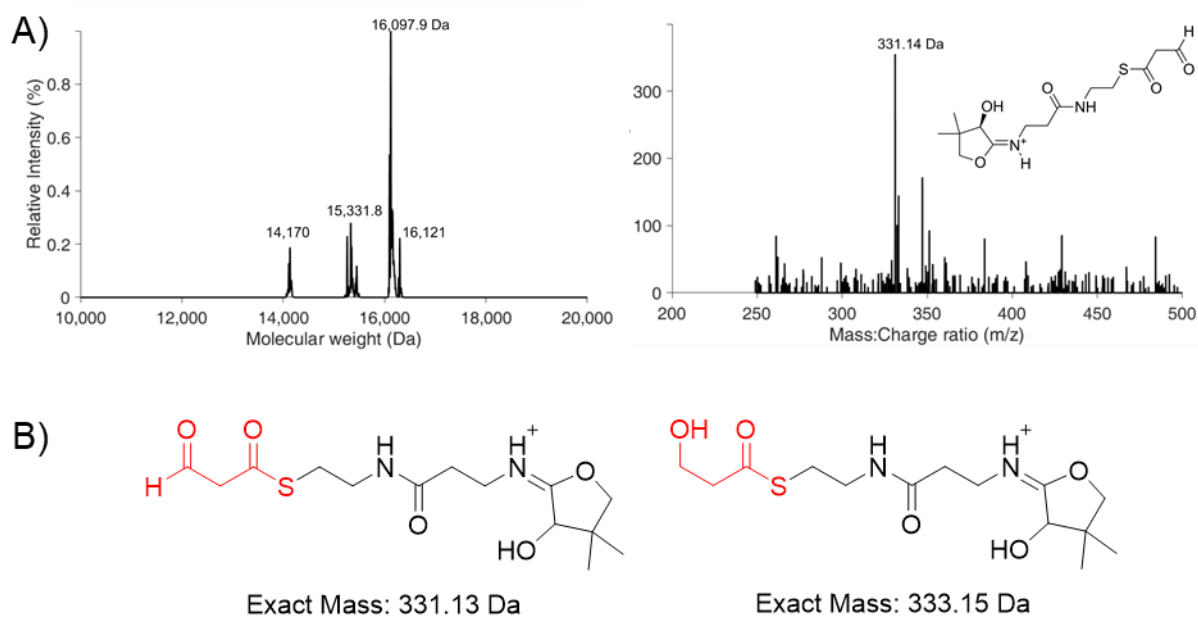 A)
16,097.9 Da
15,331.8
14,170
16,121
0.8
0.6
0.4
0.2
0
10,000 12,000 14,000 16,000 18,000 20,000
Relative Intensity (%)
Molecular weight (Da)
331.14 Da
300
200
100
0
200 250 300 350 400 450 500
Mass:Charge ratio (m/z)
H
O
S
O
O
NH
OH
N+
H
O
B)
O O H H + O
H S N N
O HO
Exact Mass: 331.13 Da
OH O H H + O
S N N
O HO
Exact Mass: 333.15 Da